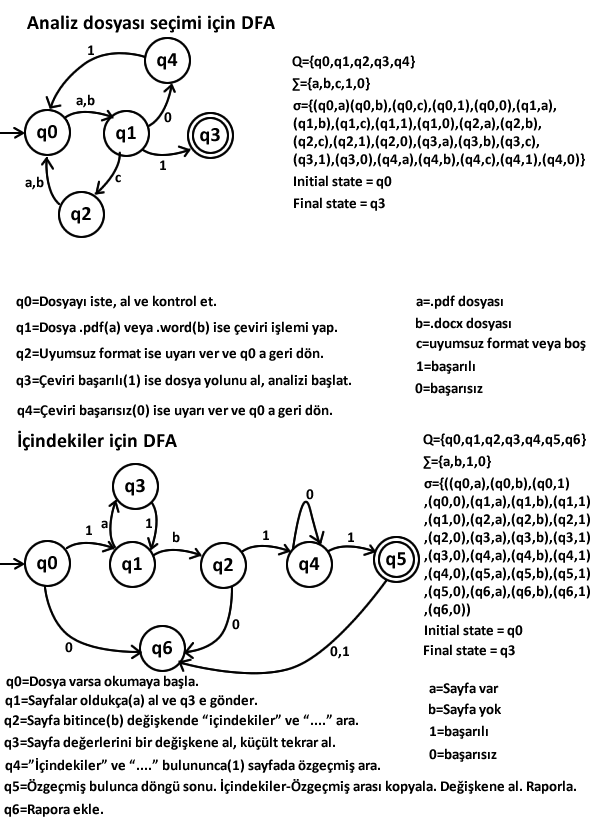 Analiz dosyası seçimi için DFA
1
q4
a,b
0
q0
q1
q3
1
a,b
c
q2
Q={q0,q1,q2,q3,q4}
∑={a,b,c,1,0}
σ={(q0,a)(q0,b),(q0,c),(q0,1),(q0,0),(q1,a),
(q1,b),(q1,c),(q1,1),(q1,0),(q2,a),(q2,b),
(q2,c),(q2,1),(q2,0),(q3,a),(q3,b),(q3,c),
(q3,1),(q3,0),(q4,a),(q4,b),(q4,c),(q4,1),(q4,0)}
Initial state = q0
Final state = q3
q0=Dosyayı iste, al ve kontrol et.
q1=Dosya .pdf(a) veya .word(b) ise çeviri işlemi yap.
q2=Uyumsuz format ise uyarı ver ve q0 a geri dön.
q3=Çeviri başarılı(1) ise dosya yolunu al, analizi başlat.
q4=Çeviri başarısız(0) ise uyarı ver ve q0 a geri dön.
a=.pdf dosyası
b=.docx dosyası
c=uyumsuz format veya boş
1=başarılı
0=başarısız
İçindekiler için DFA
q3
0
1
a
1
b
1
1
q0
q1
q2
q4
q5
0
0
0,1
q6
Q={q0,q1,q2,q3,q4,q5,q6}
∑={a,b,1,0}
σ={((q0,a),(q0,b),(q0,1)
,(q0,0),(q1,a),(q1,b),(q1,1)
,(q1,0),(q2,a),(q2,b),(q2,1)
,(q2,0),(q3,a),(q3,b),(q3,1)
,(q3,0),(q4,a),(q4,b),(q4,1)
,(q4,0),(q5,a),(q5,b),(q5,1)
,(q5,0),(q6,a),(q6,b),(q6,1)
,(q6,0))
Initial state = q0
Final state = q3
q0=Dosya varsa okumaya başla.
q1=Sayfalar oldukça(a) al ve q3 e gönder.
q2=Sayfa bitince(b) değişkende “içindekiler” ve “....” ara.
q3=Sayfa değerlerini bir değişkene al, küçült tekrar al.
q4=”İçindekiler” ve “....” bulununca(1) sayfada özgeçmiş ara.
q5=Özgeçmiş bulunca döngü sonu. İçindekiler-Özgeçmiş arası kopyala. Değişkene al. Raporla.
q6=Rapora ekle.
a=Sayfa var
b=Sayfa yok
1=başarılı
0=başarısız